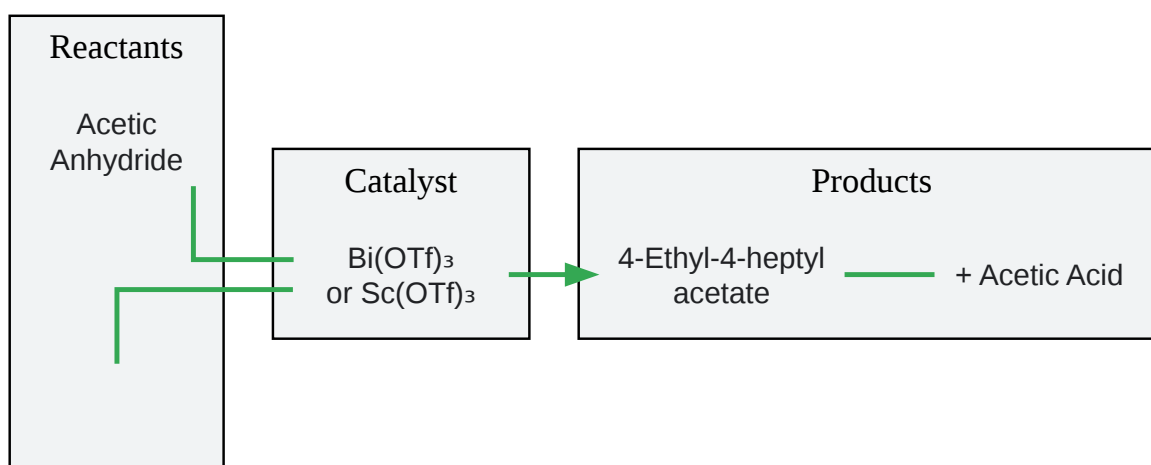 Reactants
Acetic
Anhydride
Catalyst
Bi(OTf)₃
or Sc(OTf)₃
Products
4-Ethyl-4-heptyl
acetate
+ Acetic Acid